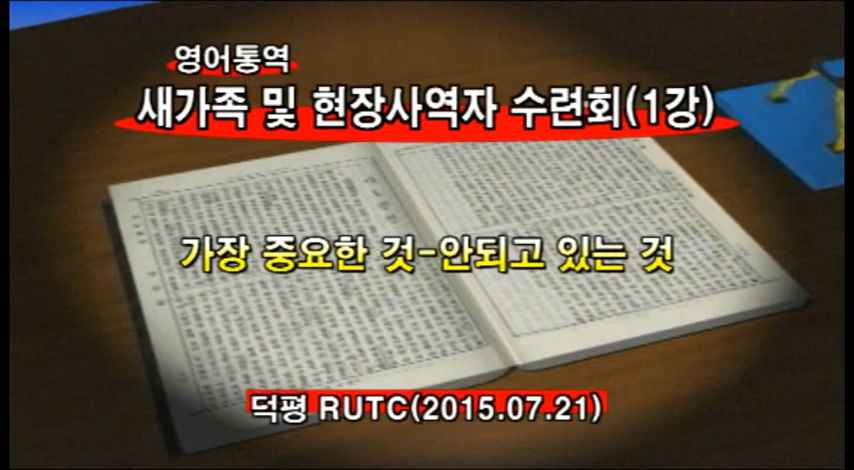 영어통역
새가족 및 현장사역자 수련회(1강)
가장 중요한 것-안되고 있는 것
덕평 RUTC(2015.07.21)